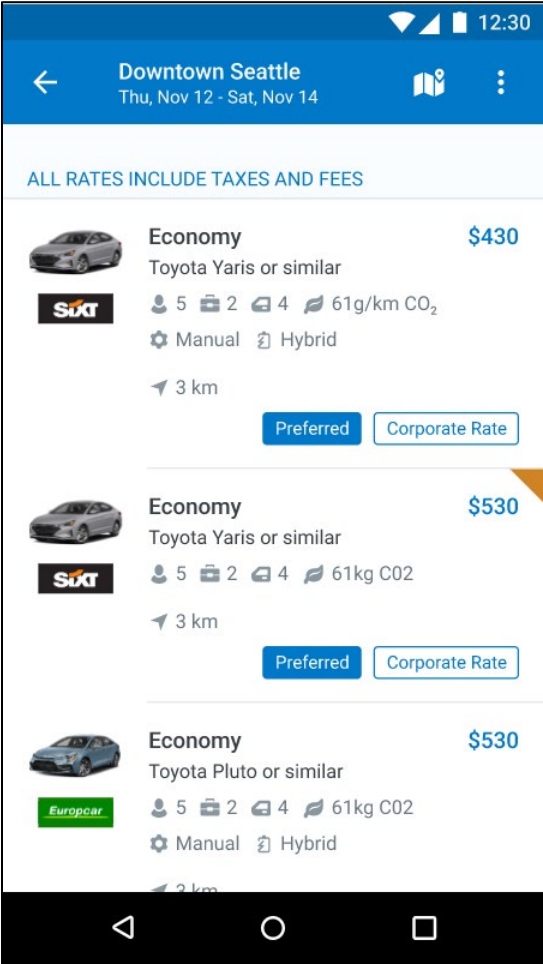 12:30
Downtown Seattle
Thu, Nov 12 - Sat, Nov 14
ALL RATES INCLUDE TAXES AND FEES
Economy $430
Toyota Yaris or similar
SIXT 5 2 4 61g/km CO₂
Manual Hybrid
3 km
Preferred Corporate Rate
Economy $530
Toyota Yaris or similar
SIXT 5 2 4 61kg C02
3 km
Preferred Corporate Rate
Economy $530
Toyota Pluto or similar
Europcar 5 2 4 61kg C02
Manual Hybrid
3 km